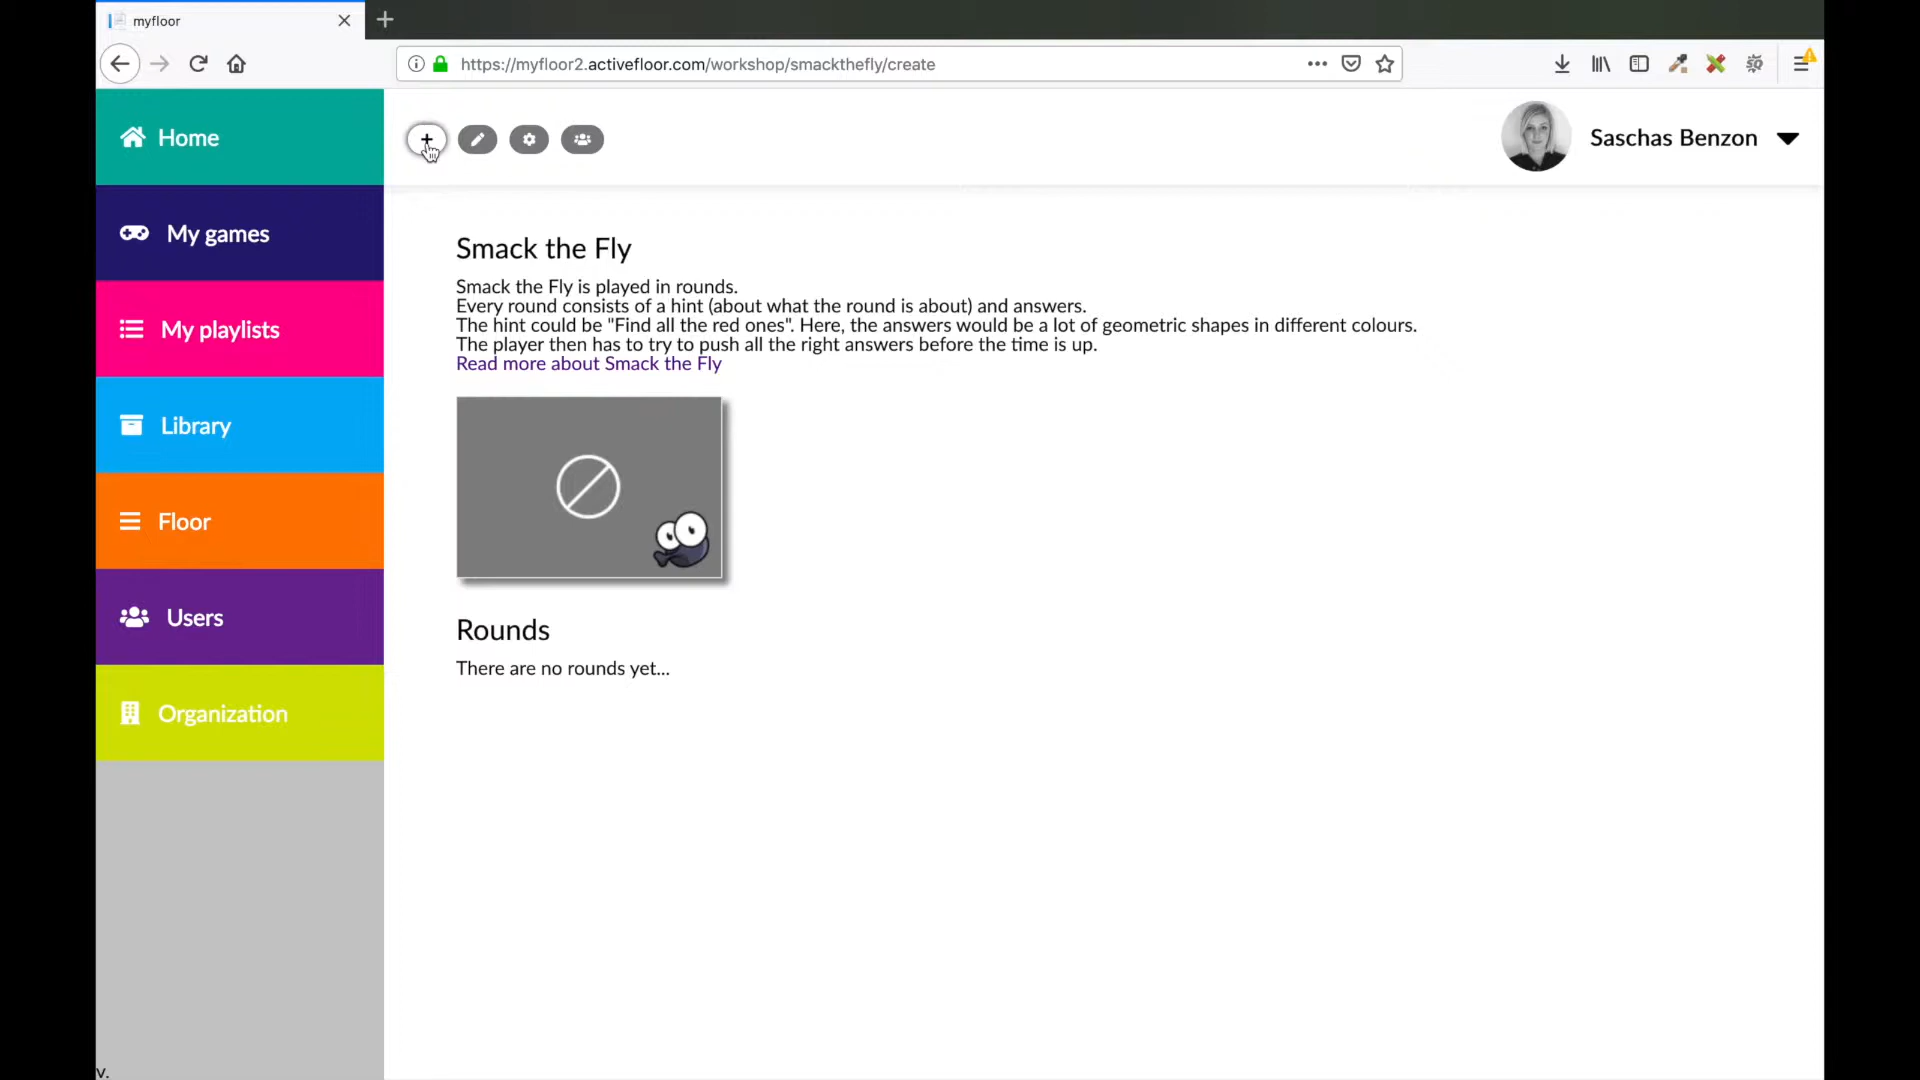 myfloor
https://myfloor2.activefloor.com/workshop/smackthefly/create
Home
My games
My playlists
Library
Floor
Users
Organization
Saschas Benzon
Smack the Fly
Smack the Fly is played in rounds.
Every round consists of a hint (about what the round is about) and answers.
The hint could be "Find all the red ones". Here, the answers would be a lot of geometric shapes in different colours.
The player then has to try to push all the right answers before the time is up.
Read more about Smack the Fly
Rounds
There are no rounds yet...
v.